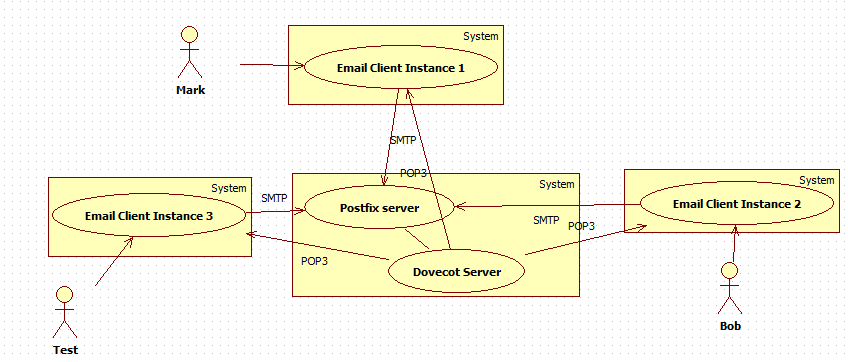 System
Email Client Instance 1
Mark
SMTP
POP3
System
Email Client Instance 3
SMTP
System
Postfix server
System
Email Client Instance 2
SMTP
POP3
POP3
Dovecot Server
Test
Bob